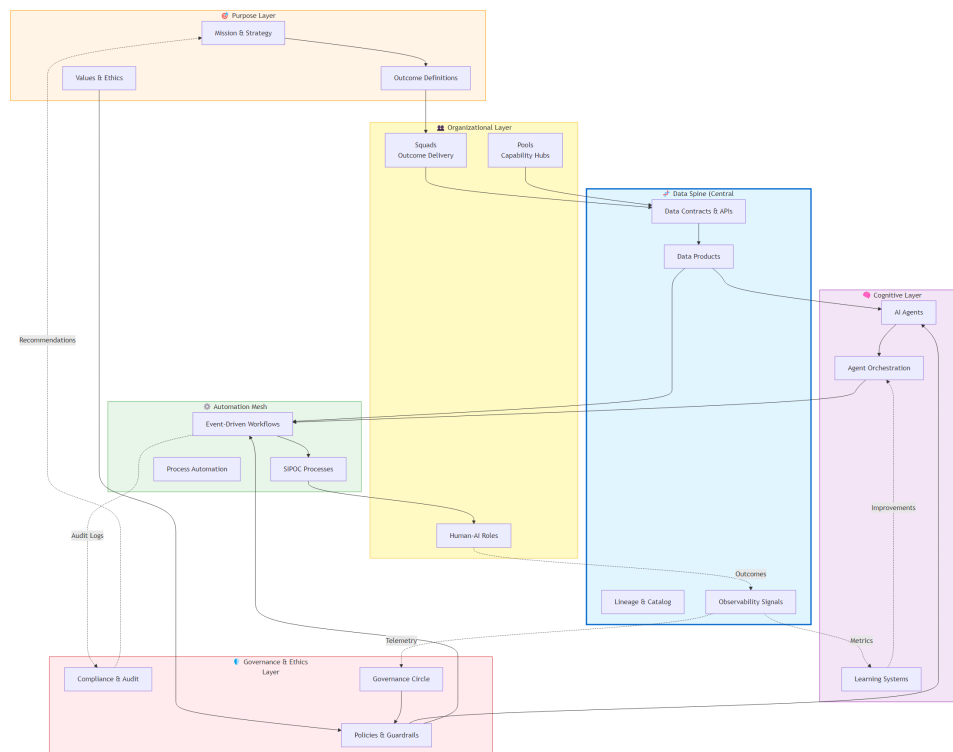 🎯 Purpose Layer
Mission & Strategy
Values & Ethics
Outcome Definitions
👥 Organizational Layer
Squads
Outcome Delivery
Pools
Capability Hubs
🧬 Data Spine (Central
Data Contracts & APIs
Data Products
🧠 Cognitive Layer
AI Agents
Recommendations
Agent Orchestration
⚙️ Automation Mesh
Event-Driven Workflows
Process Automation
SIPOC Processes
Improvements
Audit Logs
Human-AI Roles
Outcomes
Lineage & Catalog
Observability Signals
Telemetry
Metrics
🛡️ Governance & Ethics
Layer
Compliance & Audit
Governance Circle
Learning Systems
Policies & Guardrails